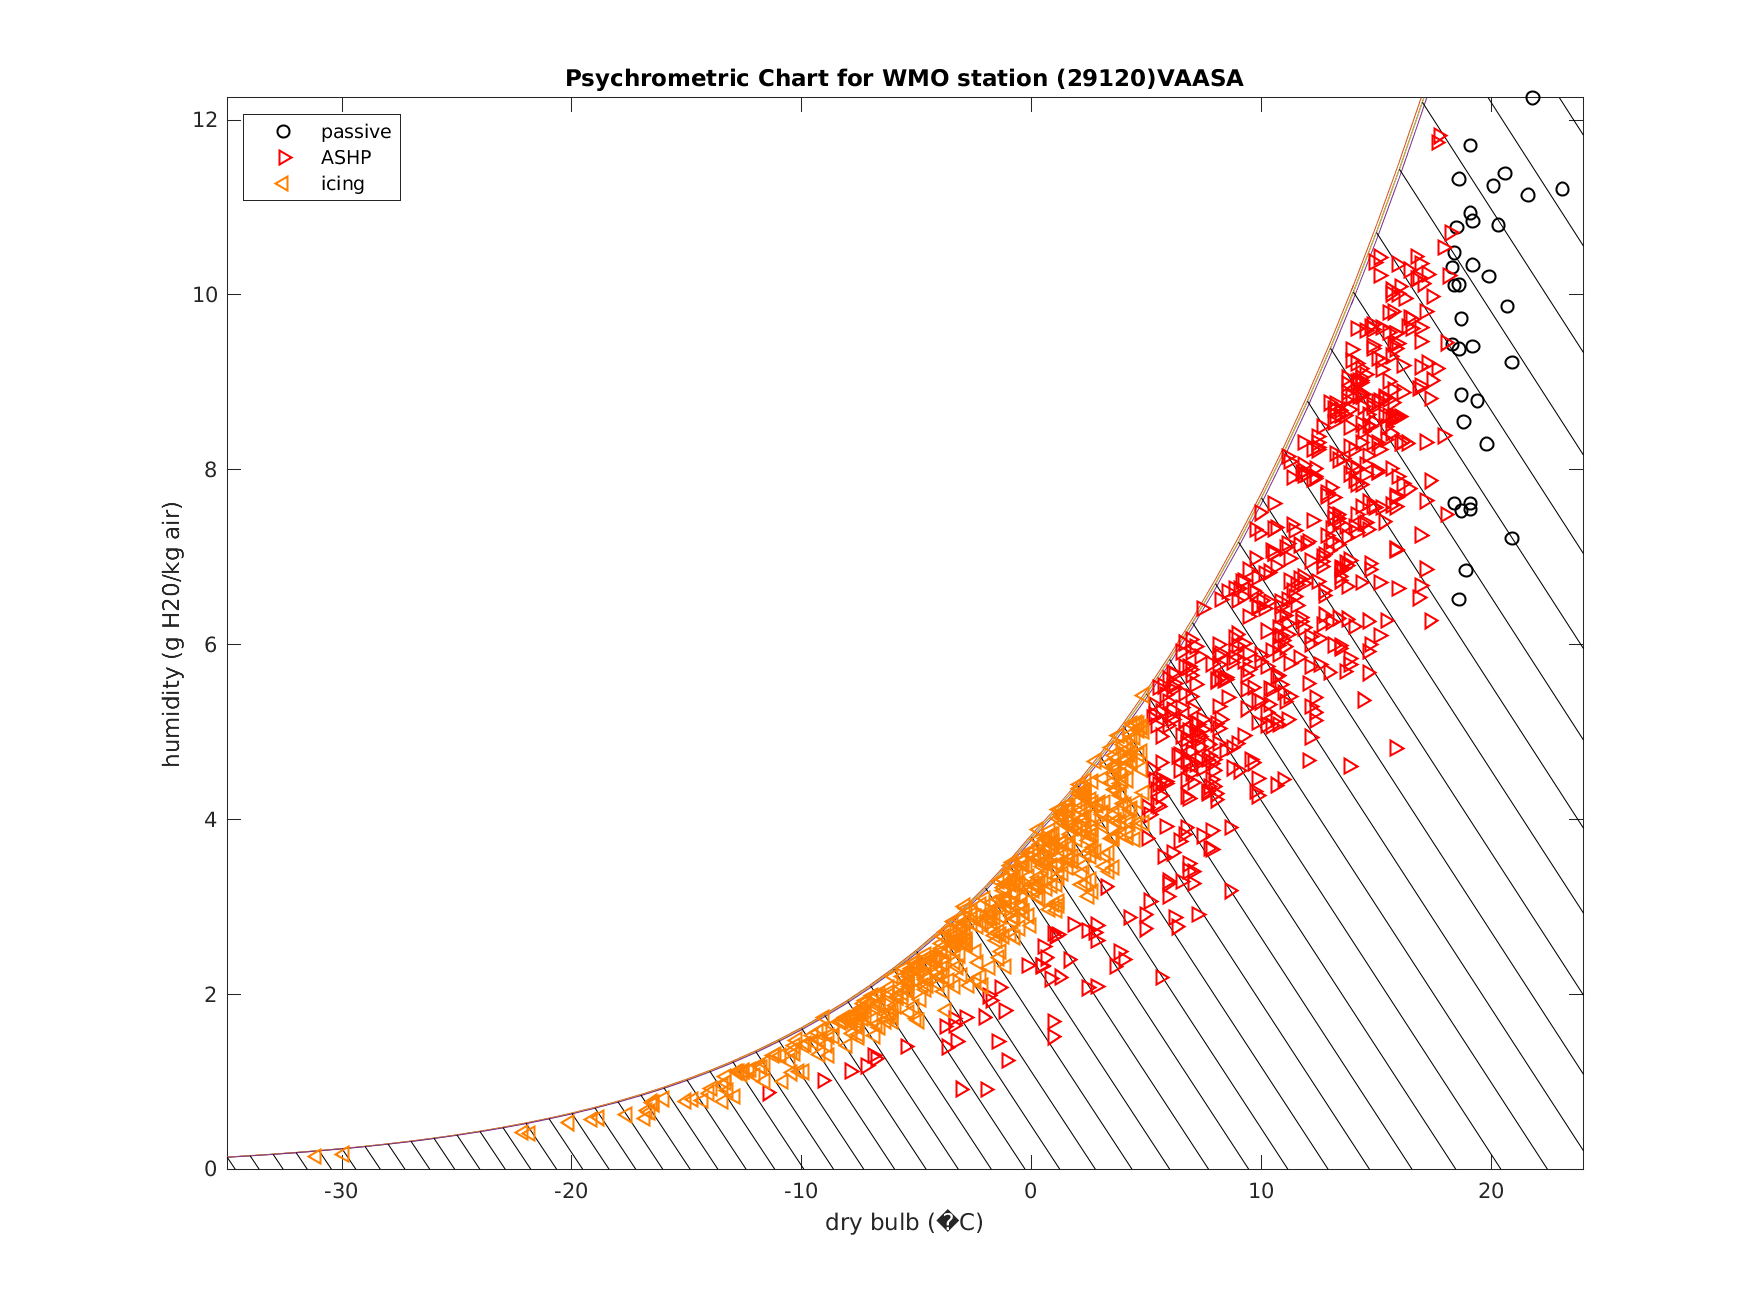 Psychrometric Chart for WMO station (29120)VAASA
passive
ASHP
icing
humidity (g H20/kg air)
12
10
8
6
4
2
0
-30 -20 -10 0 10 20
dry bulb (�C)